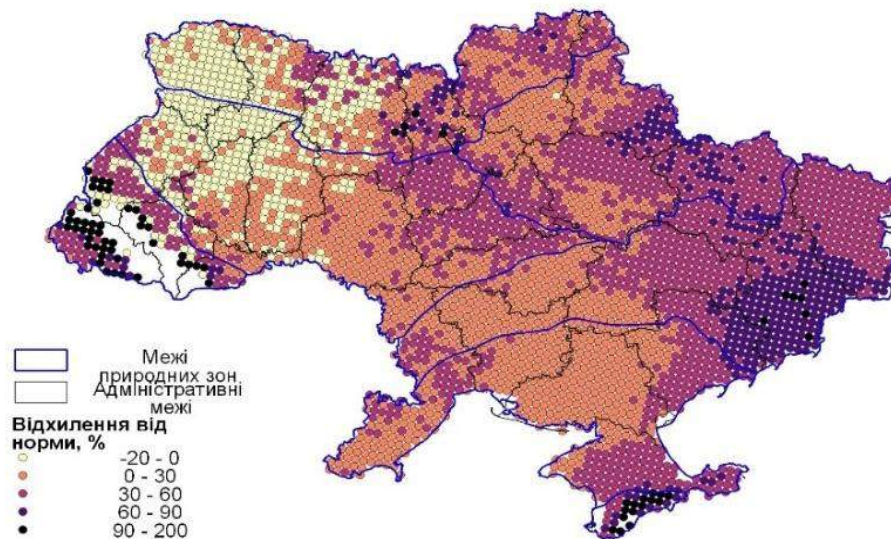 Межі
природних зон
Адміністративні
межі
Відхилення від
норми, %
-20 - 0
0 - 30
30 - 60
60 - 90
90 - 200